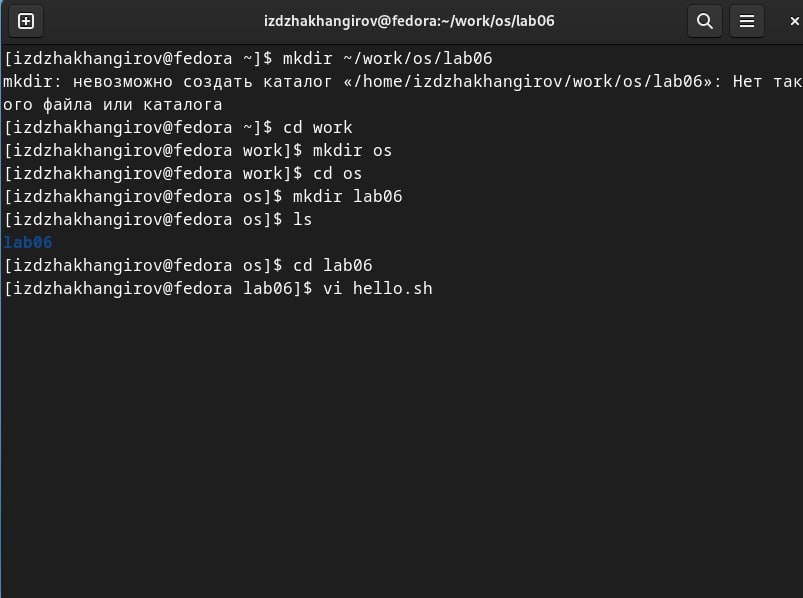 izdzhakhangirov@fedora:~/work/os/lab06
[izdzhakhangirov@fedora ~]$ mkdir ~/work/os/lab06
mkdir: невозможно создать каталог «/home/izdzhakhangirov/work/os/lab06»: Нет так
ого файла или каталога
[izdzhakhangirov@fedora ~]$ cd work
[izdzhakhangirov@fedora work]$ mkdir os
[izdzhakhangirov@fedora work]$ cd os
[izdzhakhangirov@fedora os]$ mkdir lab06
[izdzhakhangirov@fedora os]$ ls
lab06
[izdzhakhangirov@fedora os]$ cd lab06
[izdzhakhangirov@fedora lab06]$ vi hello.sh